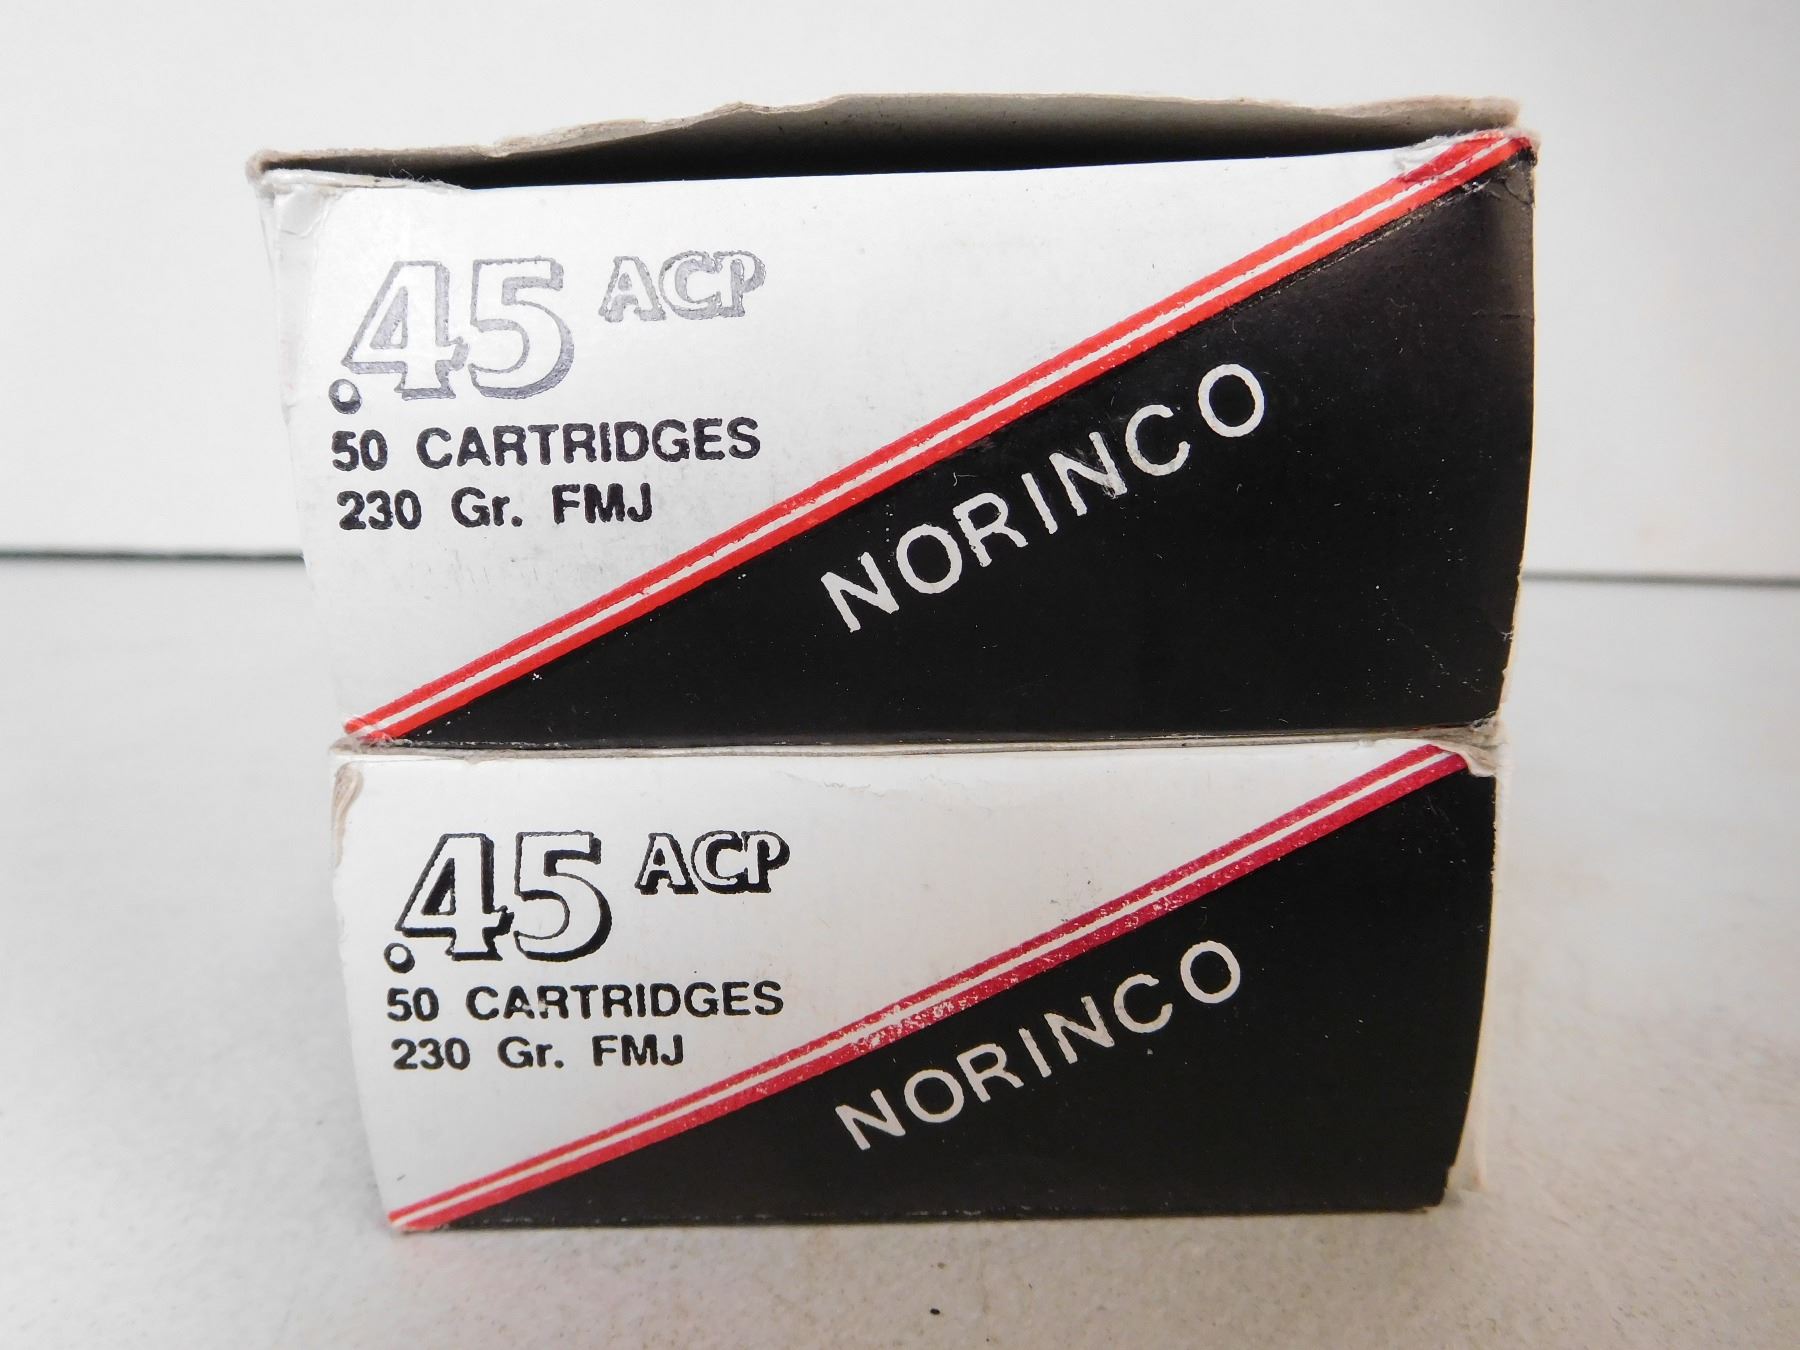 .45 ACP
50 CARTRIDGES
230 Gr. FMJ
NORINCO
.45 ACP
50 CARTRIDGES
230 Gr. FMJ
NORINCO